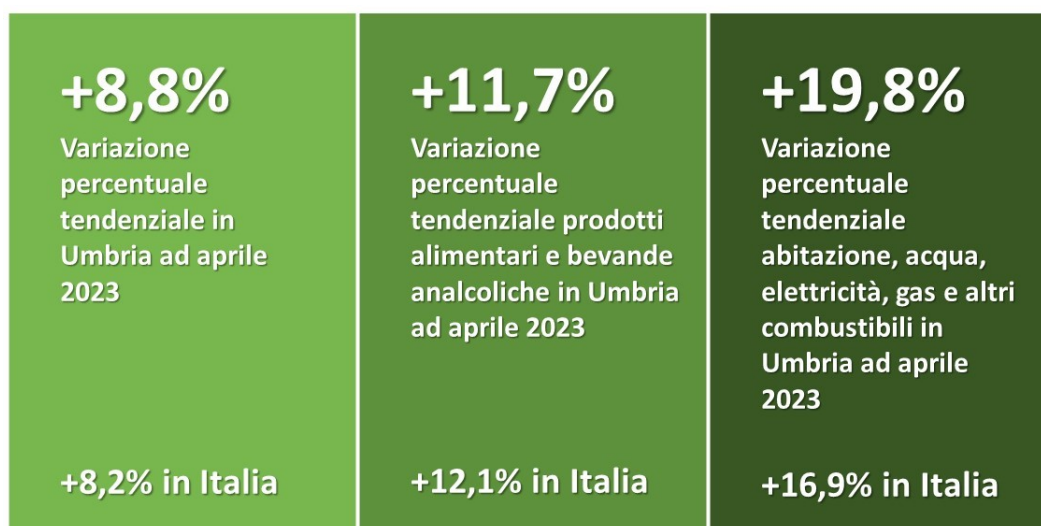 +8,8%
Variazione
percentuale
tendenziale in
Umbria ad aprile
2023
+8,2% in Italia
+11,7%
Variazione
percentuale
tendenziale prodotti
alimentari e bevande
analcoliche in Umbria
ad aprile 2023
+12,1% in Italia
+19,8%
Variazione
percentuale
tendenziale
abitazione, acqua,
elettricità, gas e altri
combustibili in
Umbria ad aprile
2023
+16,9% in Italia